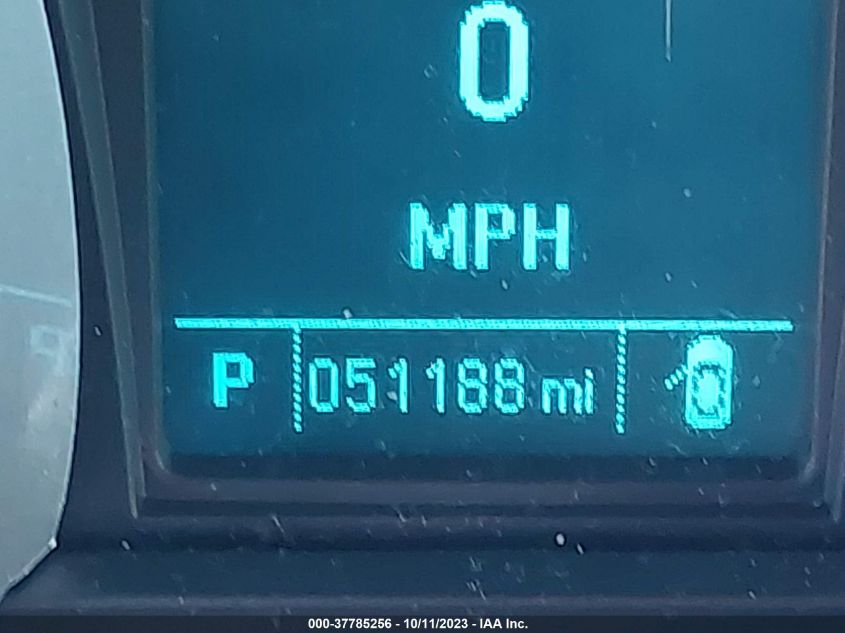 0
MPH
P 051188 mi
000-37785256 - 10/11/2023 - IAA Inc.